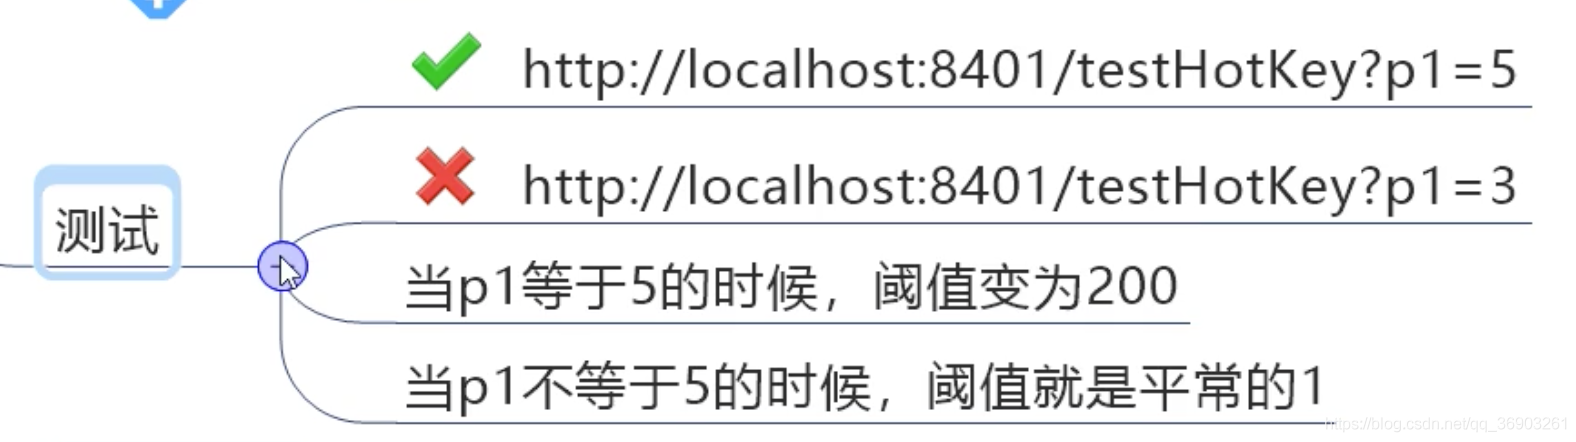 http://localhost:8401/testHotKey?p1=5
http://localhost:8401/testHotKey?p1=3
测试
当p1等于5的时候，阈值变为200
当p1不等于5的时候，阈值就是平常的1
https://blog.csdn.net/qq_36903261